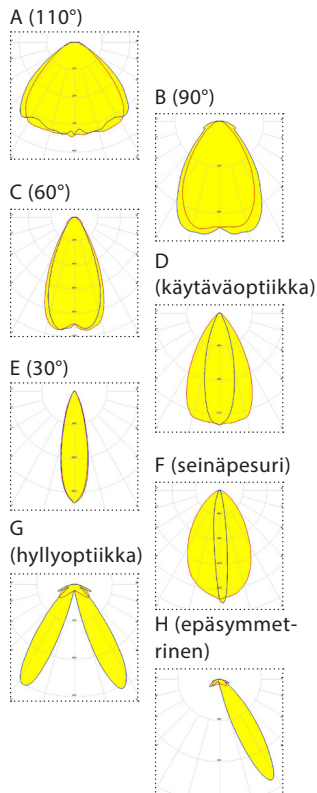 A (110°)
B (90°)
C (60°)
D
(käytäväoptiikka)
E (30°)
F (seinäpesuri)
G
(hyllyoptiikka)
H (epäsymmet-
rinen)